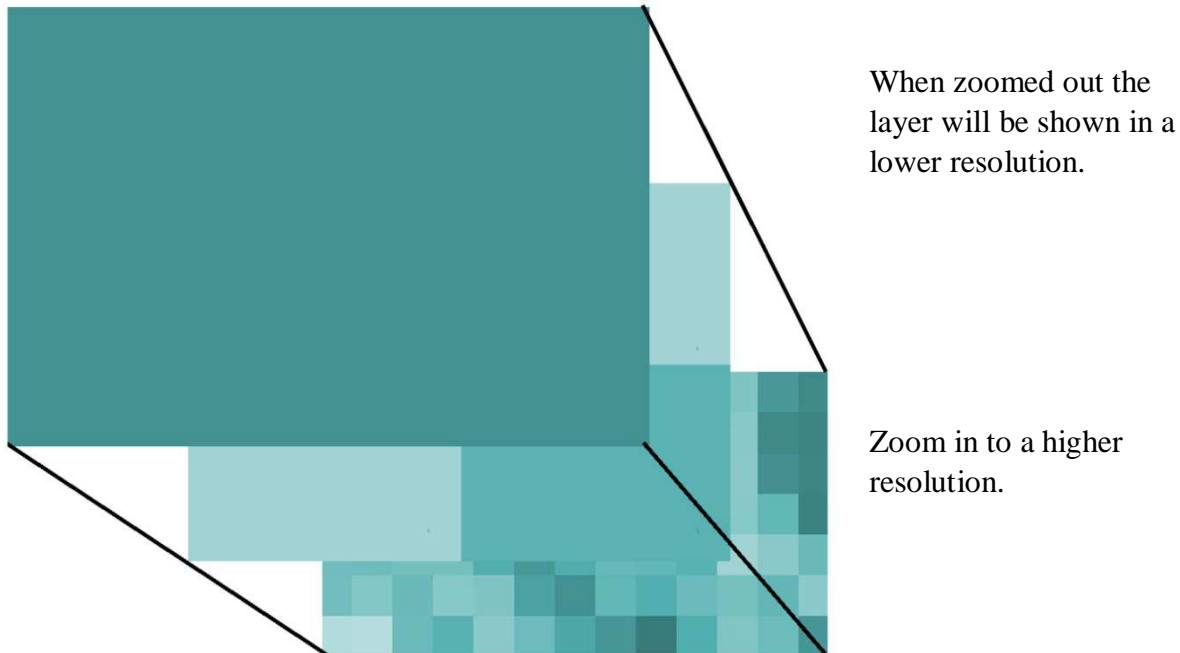 When zoomed out the
layer will be shown in a
lower resolution.
Zoom in to a higher
resolution.